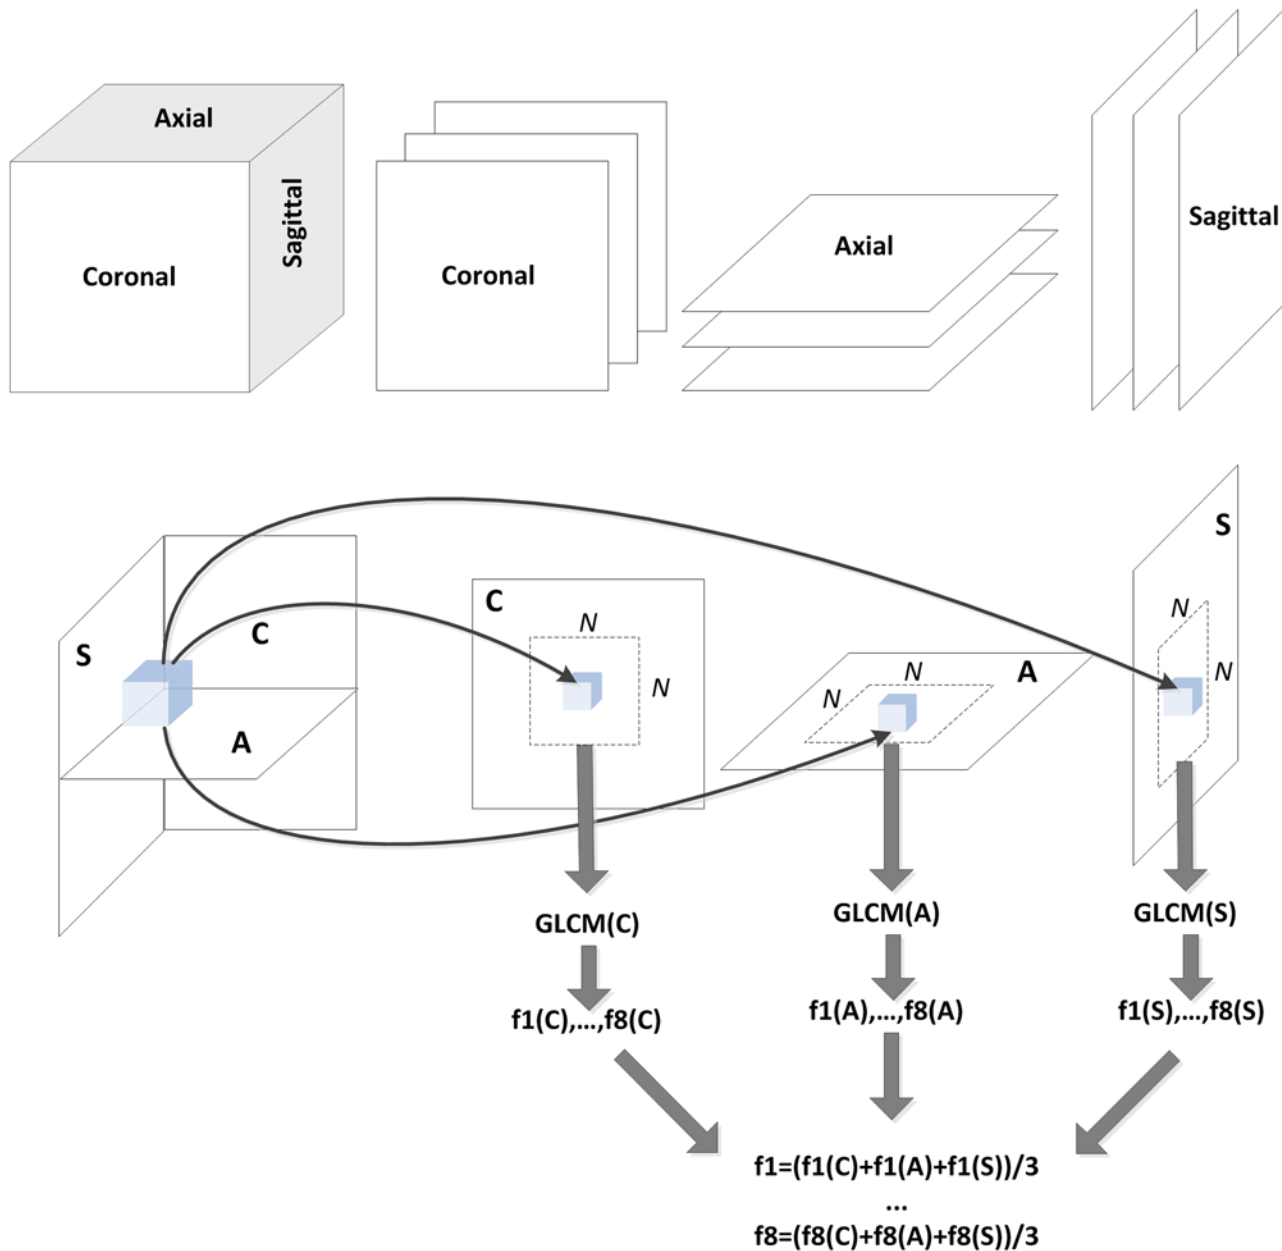 Axial
Coronal
Sagittal
Coronal
Axial
Sagittal
S
C
A
C
N
N
A
N
N
S
N
N
GLCM(C)
GLCM(A)
GLCM(S)
f1(C),...,f8(C)
f1(A),...,f8(A)
f1(S),...,f8(S)
f1=(f1(C)+f1(A)+f1(S))/3
...
f8=(f8(C)+f8(A)+f8(S))/3